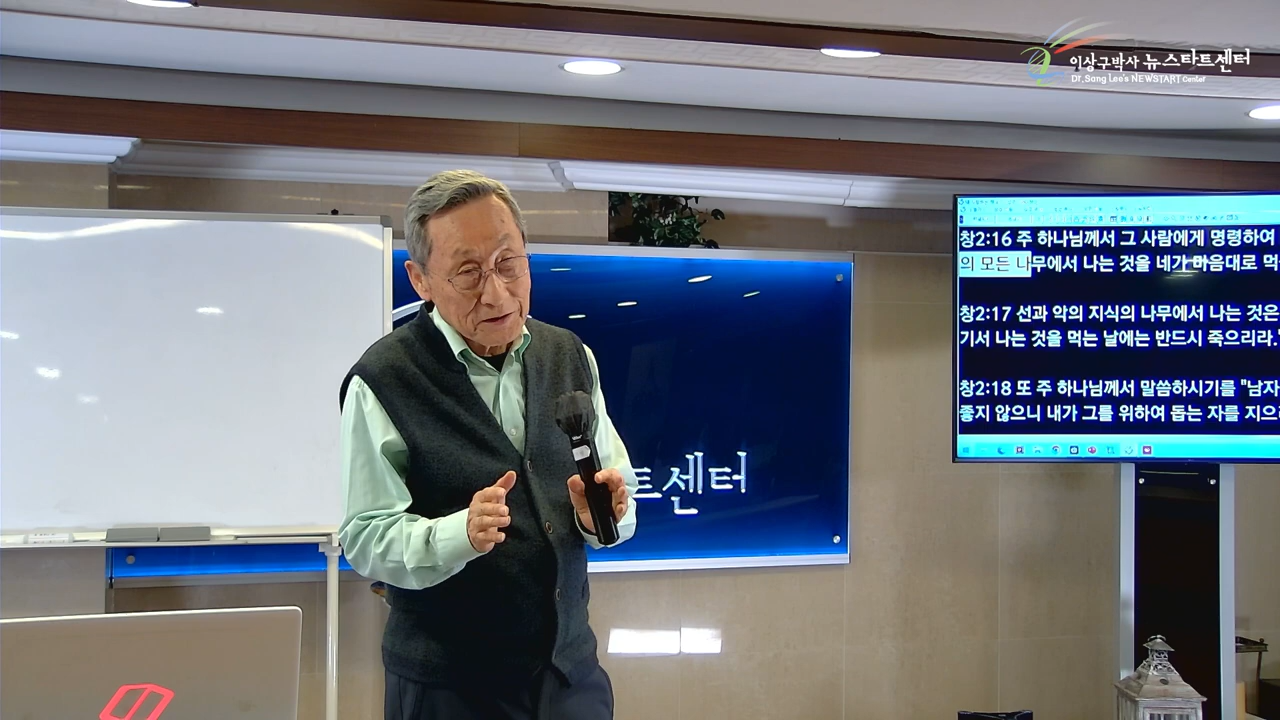 이상구박사 뉴스타트센터
Dr.Sang Lee's NEWSTART Center
창2:16 주 하나님께서 그 사람에게 명령하여
의 모든 나무에서 나는 것을 네가 마음대로 먹
창2:17 선과 악의 지식의 나무에서 나는 것은
기서 나는 것을 먹는 날에는 반드시 죽으리라.
창2:18 또 주 하나님께서 말씀하시기를 "남자
좋지 않으니 내가 그를 위하여 돕는 자를 지으
트센터